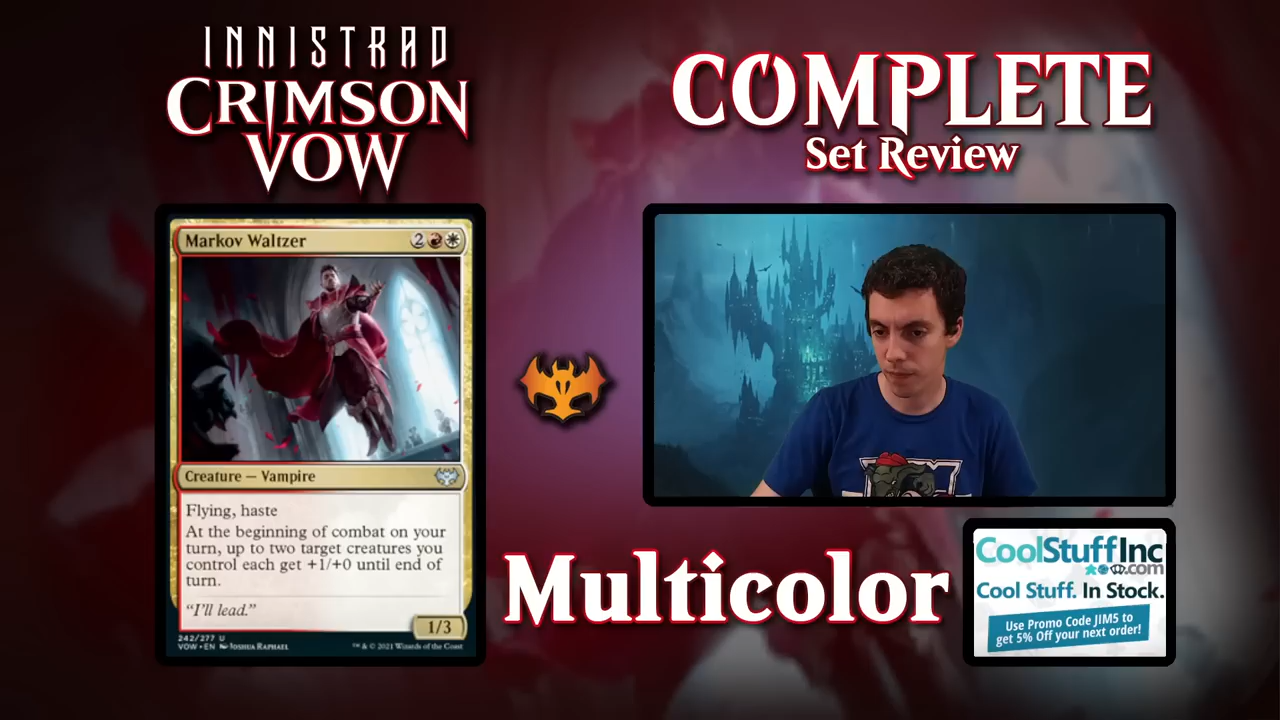 INNISTRAD
CRIMSON
VOW
COMPLETE
Set Review
Markov Waltzer
2
Creature — Vampire
Flying, haste
At the beginning of combat on your
turn, up to two target creatures you
control each get +1/+0 until end of
turn.
"I'll lead."
1/3
242/277 U
VOW • EN JOSHUA RAPHAEL
™ & © 2021 Wizards of the Coast
Multicolor
CoolStuffInc
.com
Cool Stuff. In Stock.
Use Promo Code JIM5 to
get 5% Off your next order!